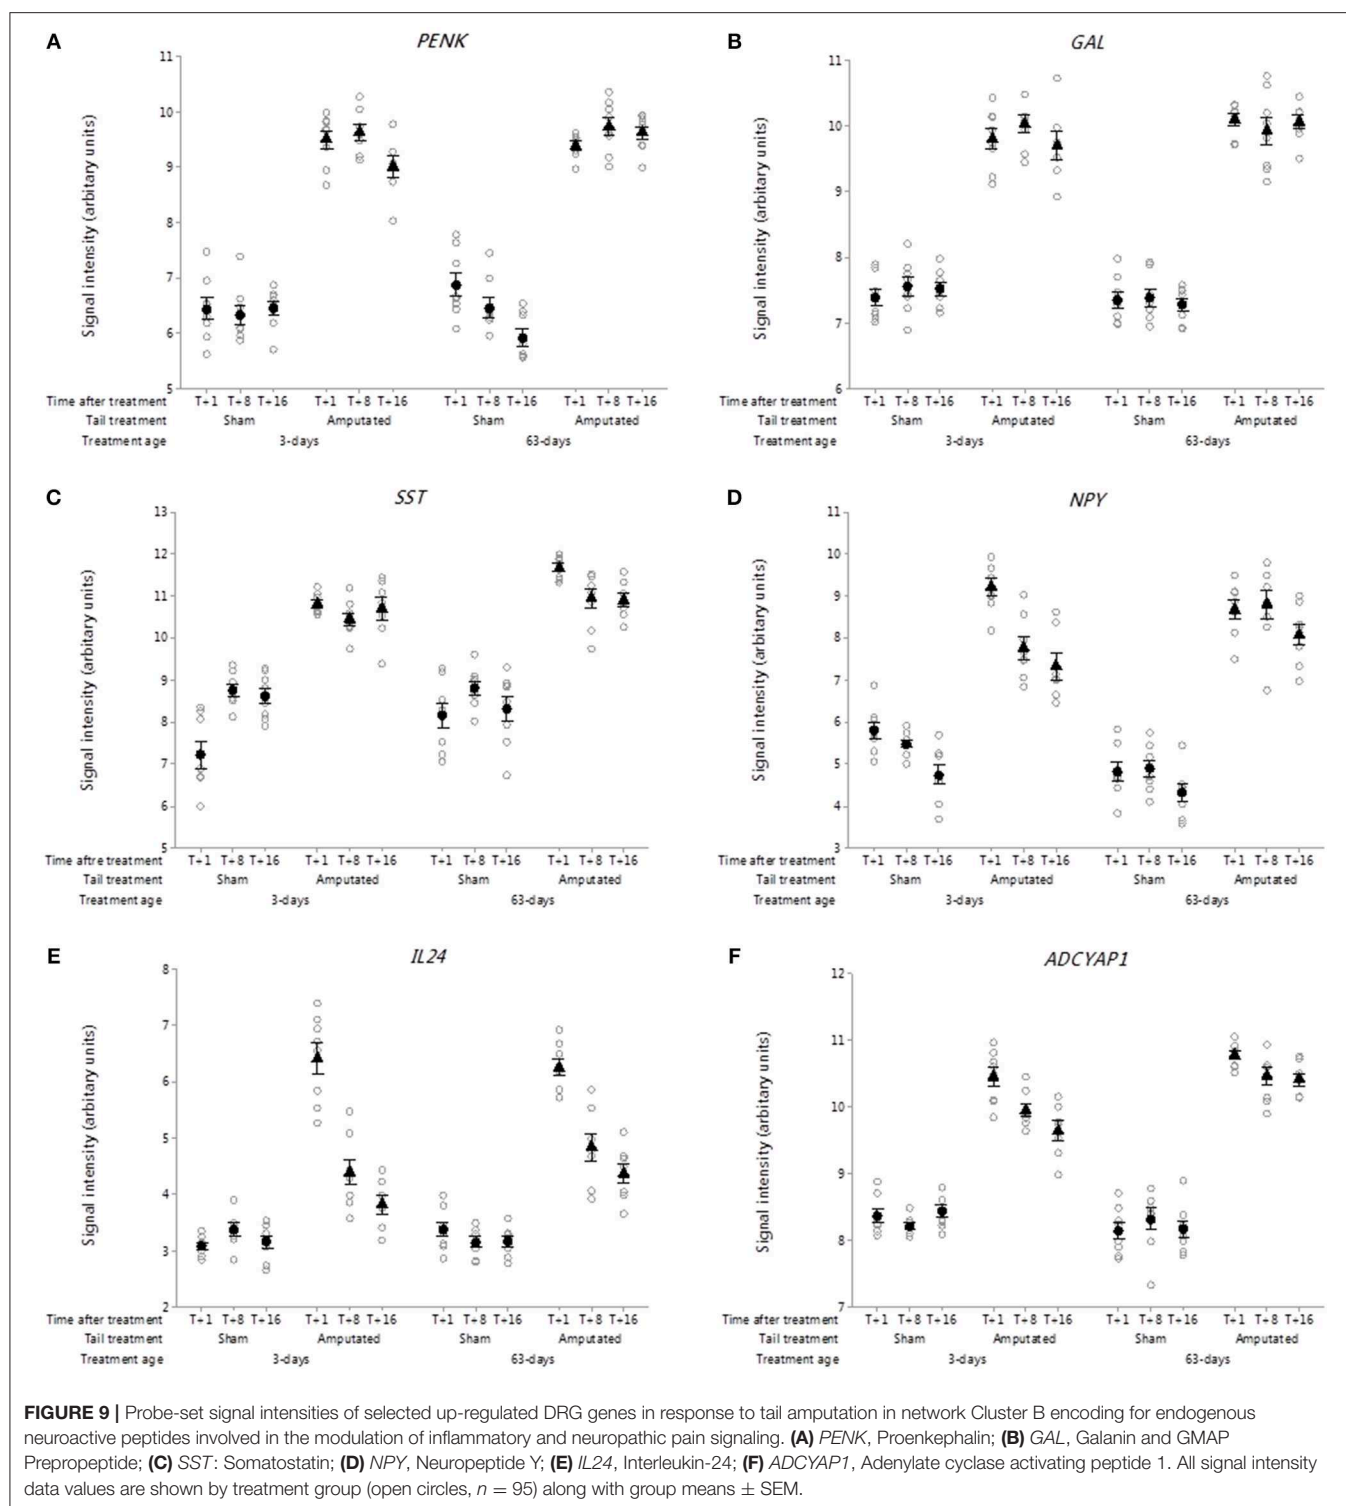 A
PENK
11
10
9
8
7
6
5
Signal intensity (arbitary units)
Time after treatment T+1 T+8 T+16 T+1 T+8 T+16 T+1 T+8 T+16 T+1 T+8 T+16
Tail treatment Sham Amputated Sham Amputated
Treatment age 3-days 63-days
B
GAL
11
10
9
8
7
6
Signal intensity (arbitary units)
Time after treatment T+1 T+8 T+16 T+1 T+8 T+16 T+1 T+8 T+16 T+1 T+8 T+16
Tail treatment Sham Amputated Sham Amputated
Treatment age 3-days 63-days
C
SST
13
12
11
10
9
8
7
6
5
Signal intensity (arbitary units)
Time aftre treatment T+1 T+8 T+16 T+1 T+8 T+16 T+1 T+8 T+16 T+1 T+8 T+16
Tail treatment Sham Amputated Sham Amputated
Treatment age 3-days 63-days
D
NPY
11
10
9
8
7
6
5
4
3
Signal intensity (arbitary units)
Time after treatment T+1 T+8 T+16 T+1 T+8 T+16 T+1 T+8 T+16 T+1 T+8 T+16
Tail treatment Sham Amputated Sham Amputated
Treatment age 3-days 63-days
E
IL24
8
7
6
5
4
3
2
Signal intensity (arbitary units)
Time after treatment T+1 T+8 T+16 T+1 T+8 T+16 T+1 T+8 T+16 T+1 T+8 T+16
Tail treatment Sham Amputated Sham Amputated
Treatment age 3-days 63-days
F
ADCYAP1
12
11
10
9
8
7
Signal intensity (arbitary units)
Time after treatment T+1 T+8 T+16 T+1 T+8 T+16 T+1 T+8 T+16 T+1 T+8 T+16
Tail treatment Sham Amputated Sham Amputated
Treatment age 3-days 63-days
FIGURE 9 | Probe-set signal intensities of selected up-regulated DRG genes in response to tail amputation in network Cluster B encoding for endogenous
neuroactive peptides involved in the modulation of inflammatory and neuropathic pain signaling. (A) PENK, Proenkephalin; (B) GAL, Galanin and GMAP
Prepropeptide; (C) SST: Somatostatin; (D) NPY, Neuropeptide Y; (E) IL24, Interleukin-24; (F) ADCYAP1, Adenylate cyclase activating peptide 1. All signal intensity
data values are shown by treatment group (open circles, n = 95) along with group means ± SEM.